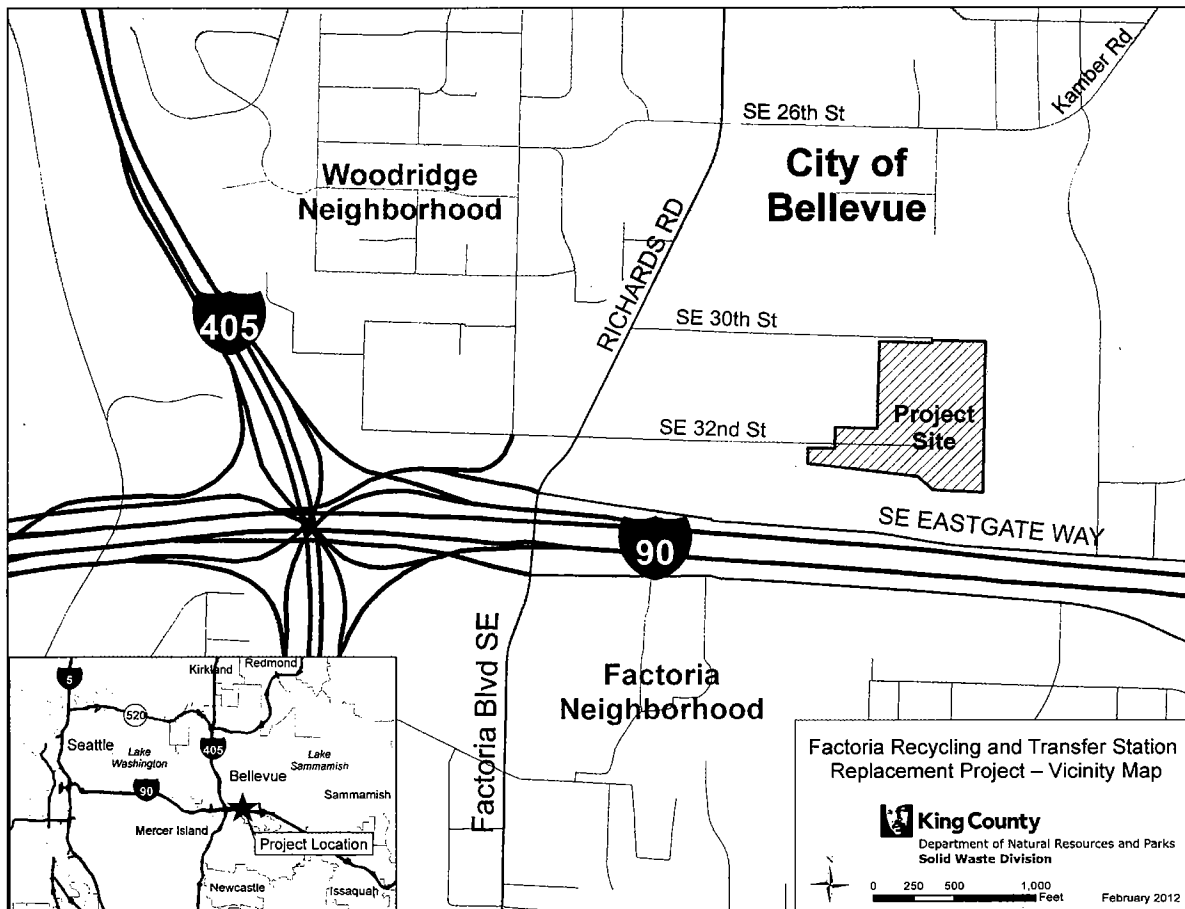 SE 26th St
Kamber Rd
City of
Bellevue
Woodridge
Neighborhood
RICHARDS RD
405
SE 30th St
SE 32nd St
Project
Site
SE EASTGATE WAY
90
Factoria Blvd SE
Factoria
Neighborhood
Kirkland
Redmond
5
520
Seattle
Lake
Washington
405
Lake
Sammamish
Bellevue
90
Sammamish
Mercer Island
Project Location
Newcastle
Issaquah
Factoria Recycling and Transfer Station
Replacement Project – Vicinity Map
King County
Department of Natural Resources and Parks
Solid Waste Division
0 250 500 1,000
Feet
February 2012